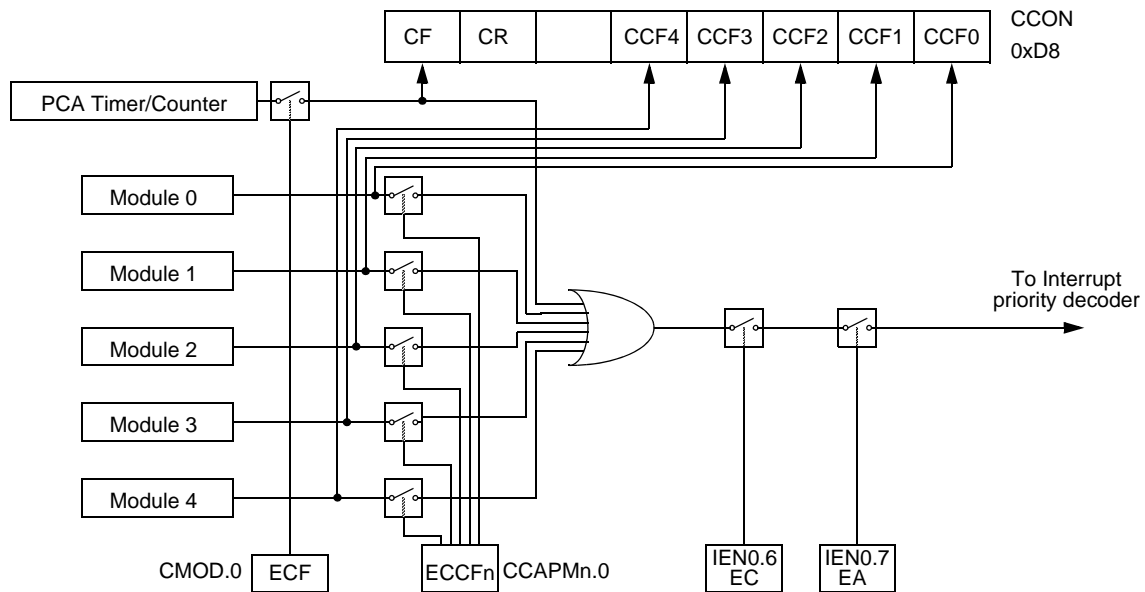 CF CR CCF4 CCF3 CCF2 CCF1 CCF0 CCON
0xD8
PCA Timer/Counter
Module 0
Module 1
To Interrupt
priority decoder
Module 2
Module 3
Module 4
CMOD.0 ECF ECCFn CCAPMn.0
IEN0.6
EC
IEN0.7
EA